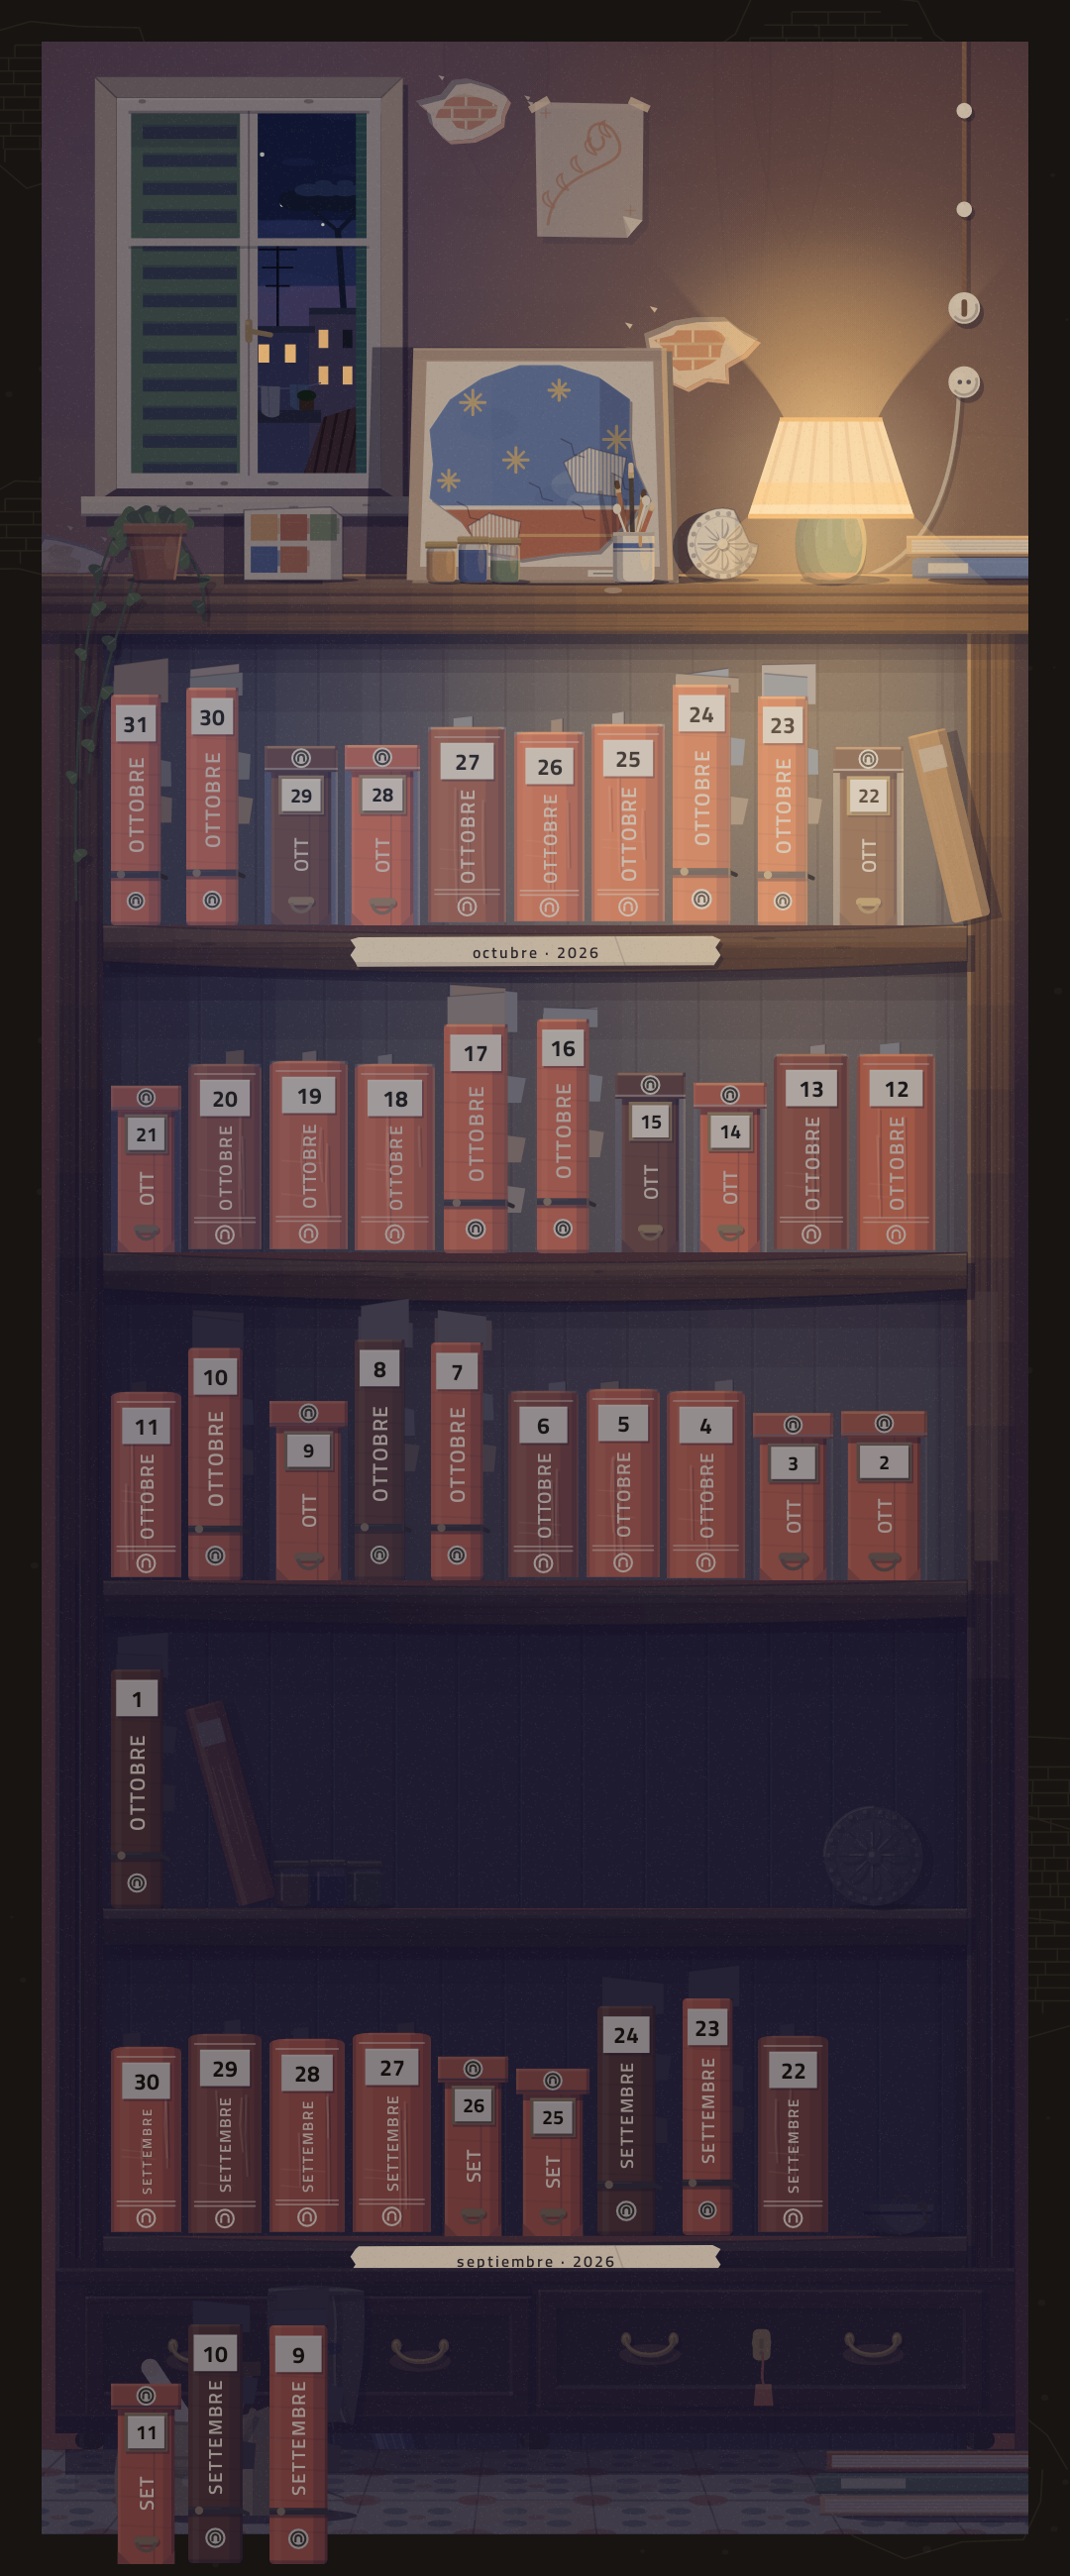 31 OTTOBRE
30 OTTOBRE
29 OTT
28 OTT
27 OTTOBRE
26 OTTOBRE
25 OTTOBRE
24 OTTOBRE
23 OTTOBRE
22 OTT
octubre · 2026
21 OTT
20 OTTOBRE
19 OTTOBRE
18 OTTOBRE
17 OTTOBRE
16 OTTOBRE
15 OTT
14 OTT
13 OTTOBRE
12 OTTOBRE
11 OTTOBRE
10 OTTOBRE
9 OTT
8 OTTOBRE
7 OTTOBRE
6 OTTOBRE
5 OTTOBRE
4 OTTOBRE
3 OTT
2 OTT
1 OTTOBRE
30 SETTEMBRE
29 SETTEMBRE
28 SETTEMBRE
27 SETTEMBRE
26 SET
25 SET
24 SETTEMBRE
23 SETTEMBRE
22 SETTEMBRE
septiembre · 2026
11 SET
10 SETTEMBRE
9 SETTEMBRE